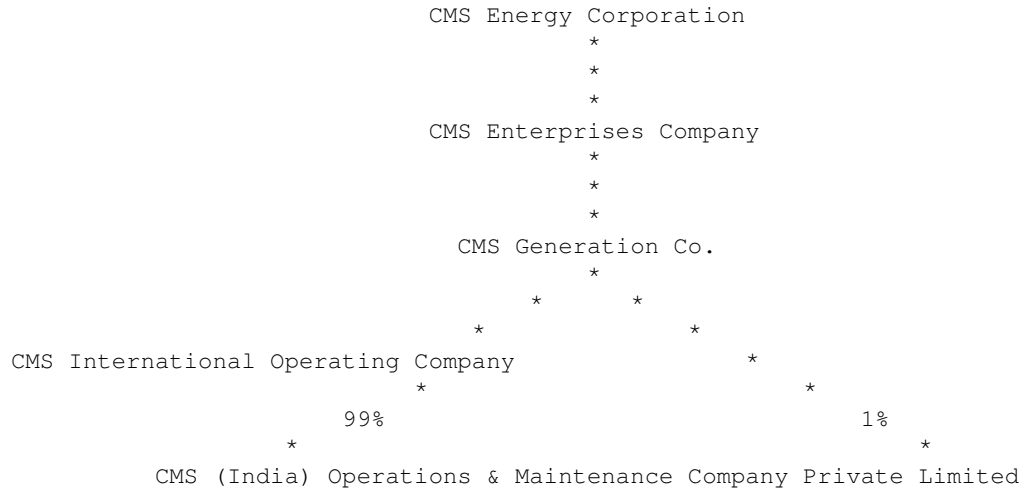 CMS Energy Corporation
*
*
*
CMS Enterprises Company
*
*
*
CMS Generation Co.
*
* *
* *
CMS International Operating Company *
* *
99% 1%
* *
CMS (India) Operations & Maintenance Company Private Limited